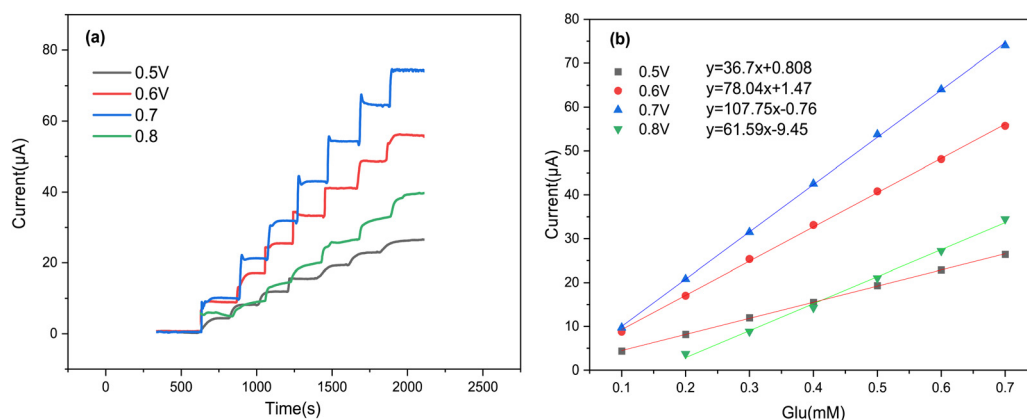 (a)
0.5V
0.6V
0.7
0.8
80
60
40
20
0
Current(μA)
0 500 1000 1500 2000 2500
Time(s)
(b)
0.5V y=36.7x+0.808
0.6V y=78.04x+1.47
0.7V y=107.75x-0.76
0.8V y=61.59x-9.45
80
70
60
50
40
30
20
10
0
Current(μA)
0.1 0.2 0.3 0.4 0.5 0.6 0.7
Glu(mM)